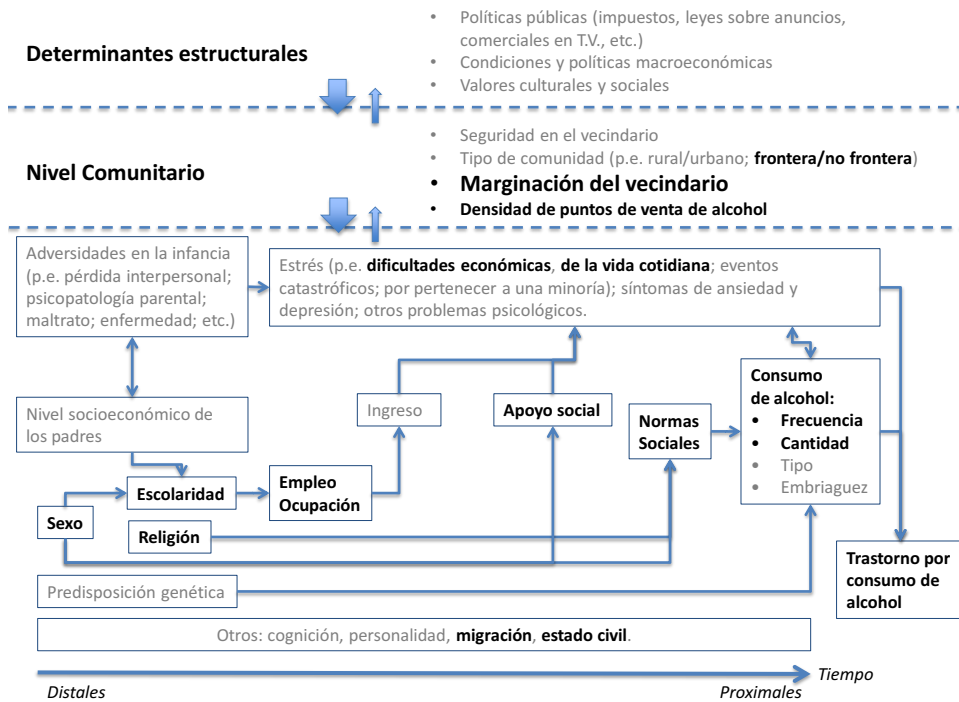 Determinantes estructurales
• Políticas públicas (impuestos, leyes sobre anuncios,
comerciales en T.V., etc.)
• Condiciones y políticas macroeconómicas
• Valores culturales y sociales
Nivel Comunitario
• Seguridad en el vecindario
• Tipo de comunidad (p.e. rural/urbano; frontera/no frontera)
• Marginación del vecindario
• Densidad de puntos de venta de alcohol
Adversidades en la infancia
(p.e. pérdida interpersonal;
psicopatología parental;
maltrato; enfermedad; etc.)
Estrés (p.e. dificultades económicas, de la vida cotidiana; eventos
catastróficos; por pertenecer a una minoría); síntomas de ansiedad y
depresión; otros problemas psicológicos.
Nivel socioeconómico de
los padres
Ingreso
Apoyo social
Normas
Sociales
Consumo
de alcohol:
• Frecuencia
• Cantidad
• Tipo
• Embriaguez
Sexo
Escolaridad
Empleo
Ocupación
Religión
Trastorno por
consumo de
alcohol
Predisposición genética
Otros: cognición, personalidad, migración, estado civil.
Tiempo
Distales
Proximales